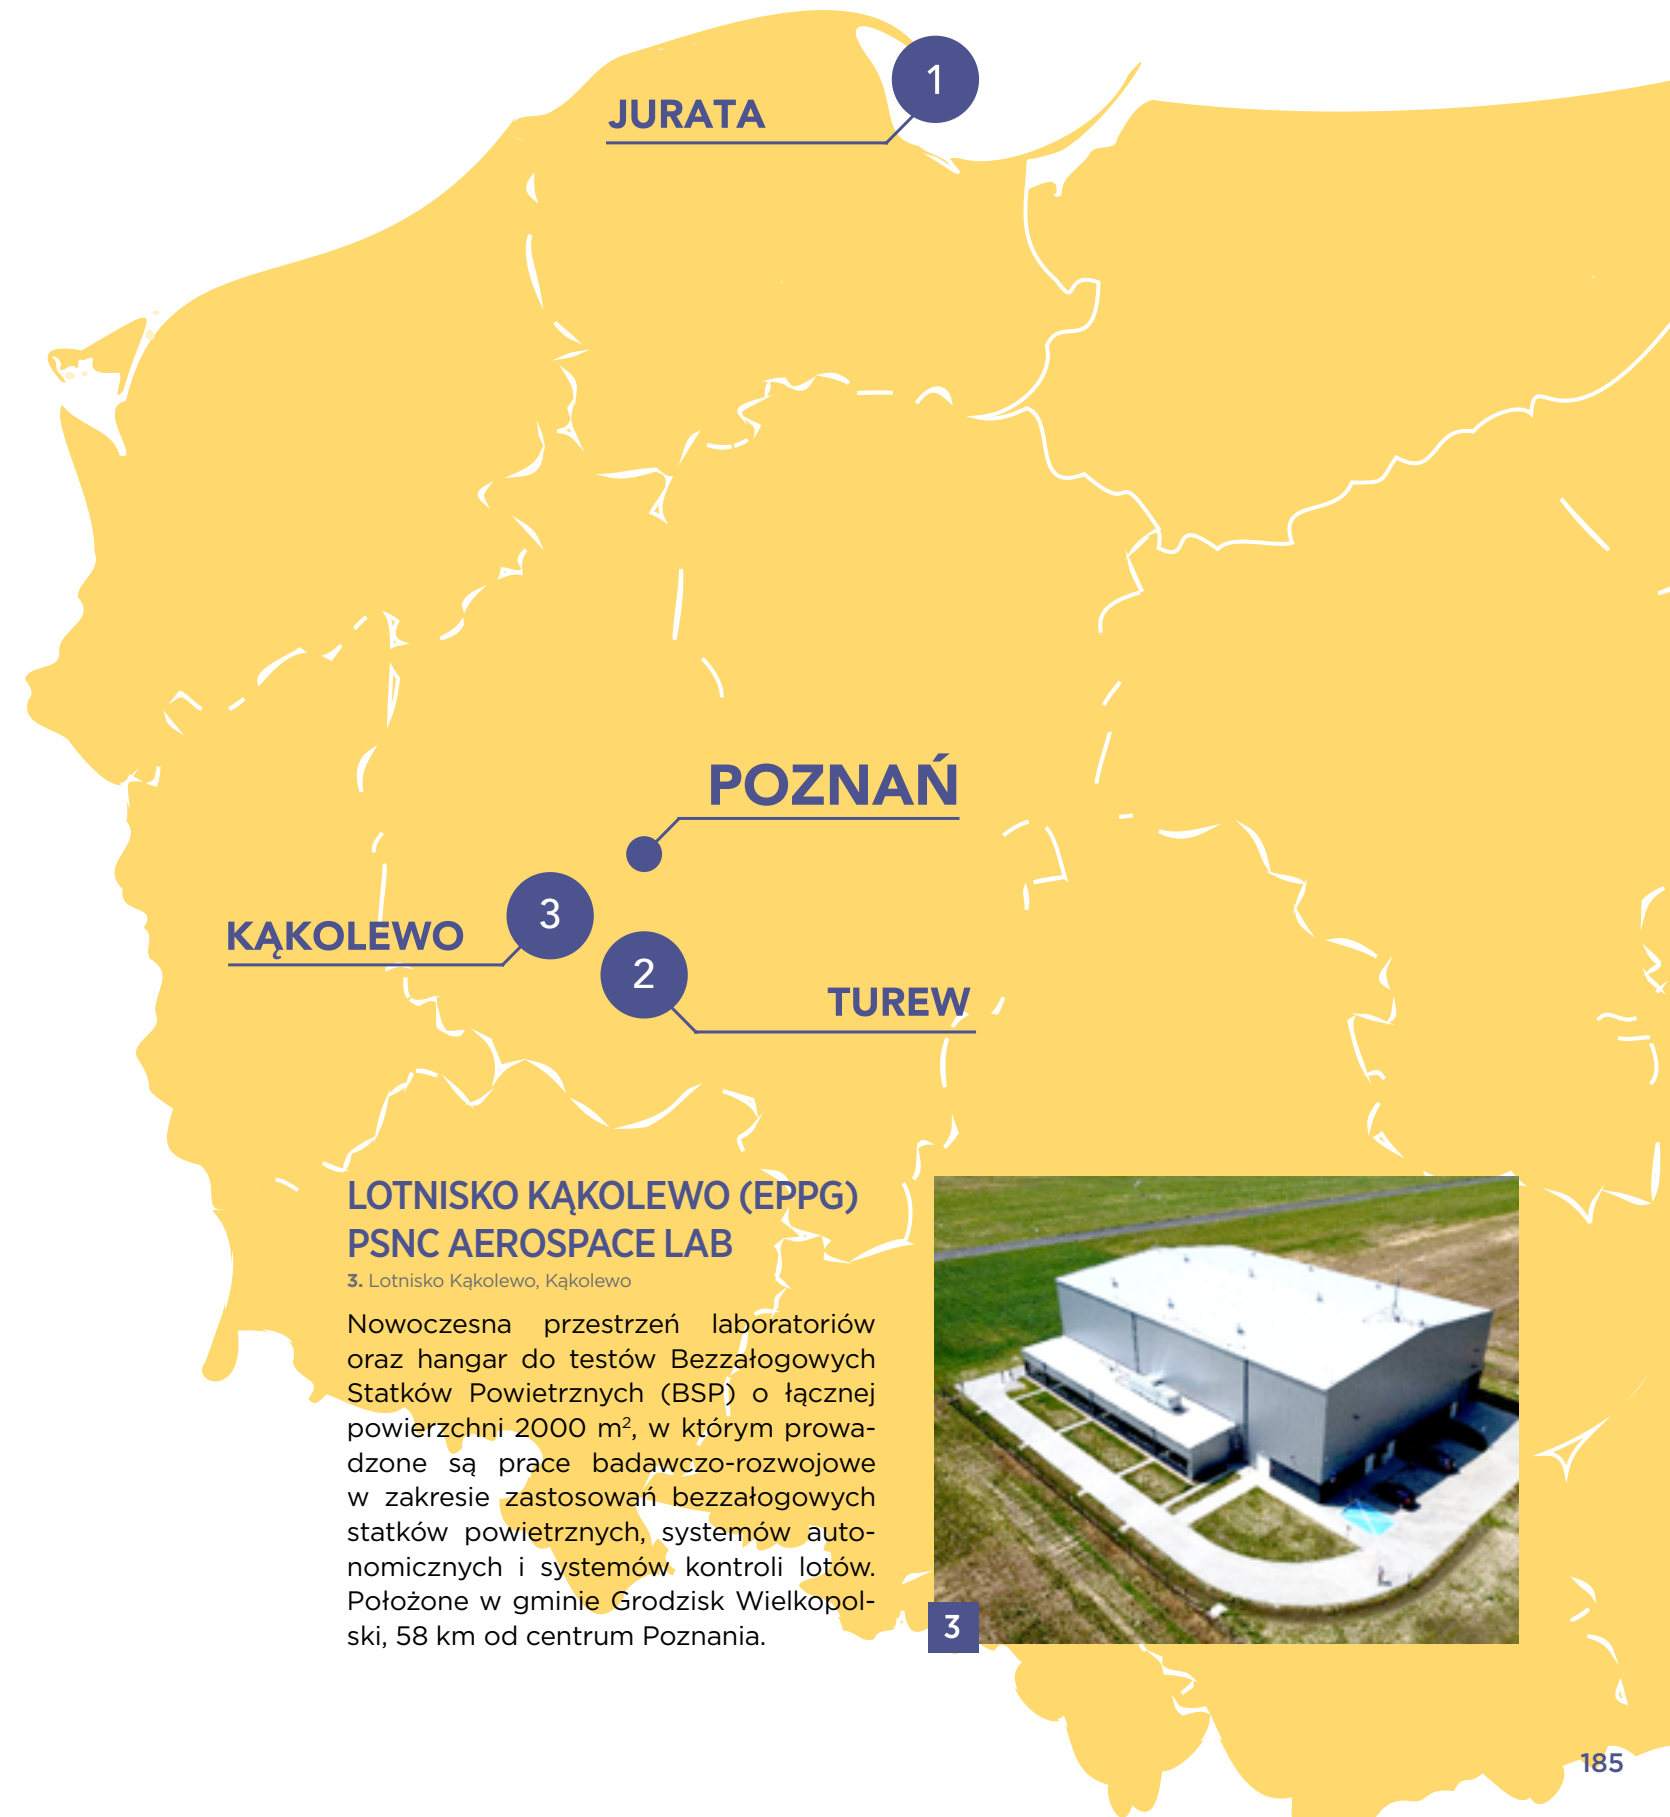 1
JURATA
POZNAŃ
3
KĄKOLEWO
2
TUREW
LOTNISKO KĄKOLEWO (EPPG)
PSNC AEROSPACE LAB
3. Lotnisko Kąkolewo, Kąkolewo
Nowoczesna przestrzeń laboratoriów
oraz hangar do testów Bezzałogowych
Statków Powietrznych (BSP) o łącznej
powierzchni 2000 m², w którym prowa-
dzone są prace badawczo-rozwojowe
w zakresie zastosowań bezzałogowych
statków powietrznych, systemów auto-
nomicznych i systemów kontroli lotów.
Położone w gminie Grodzisk Wielkopol-
ski, 58 km od centrum Poznania.
3
185